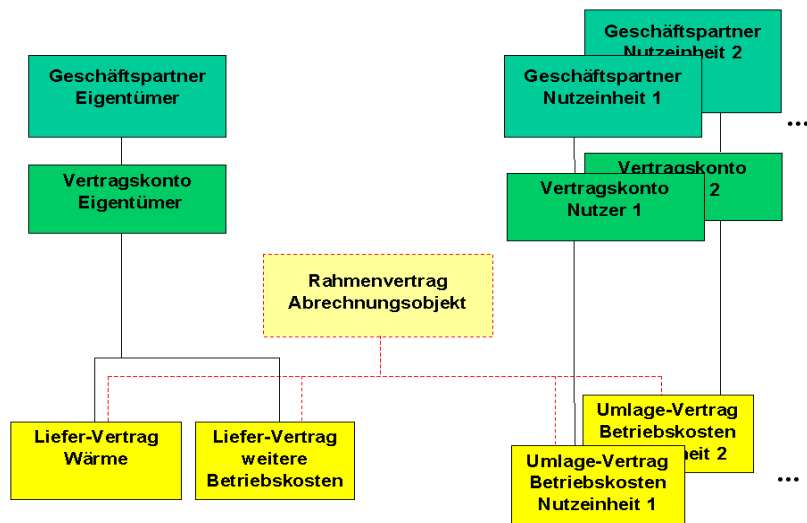 Geschäftspartner
Eigentümer
Geschäftspartner
Nutzeinheit 2
Geschäftspartner
Nutzeinheit 1
...
Vertragskonto
Eigentümer
Vertragskonto
2
Vertragskonto
Nutzer 1
Rahmenvertrag
Abrechnungsobjekt
Liefer-Vertrag
Wärme
Liefer-Vertrag
weitere
Betriebskosten
Umlage-Vertrag
Betriebskosten
2
Umlage-Vertrag
Betriebskosten
Nutzeinheit 1
...